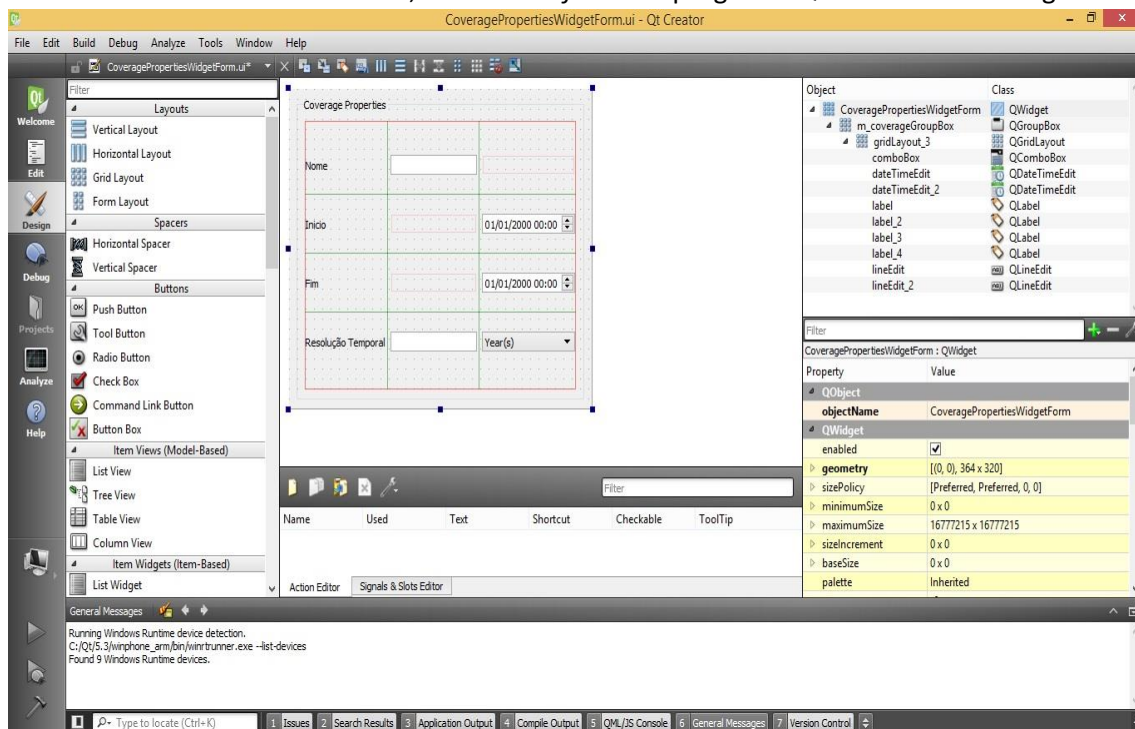 CoveragePropertiesWidgetForm.ui - Qt Creator
File Edit Build Debug Analyze Tools Window Help
CoveragePropertiesWidgetForm.ui*
Welcome
Edit
Design
Debug
Projects
Analyze
Help
Filter
Layouts
Vertical Layout
Horizontal Layout
Grid Layout
Form Layout
Spacers
Horizontal Spacer
Vertical Spacer
Buttons
Push Button
Tool Button
Radio Button
Check Box
Command Link Button
Button Box
Item Views (Model-Based)
List View
Tree View
Table View
Column View
Item Widgets (Item-Based)
List Widget
Coverage Properties
Nome
Inicio 01/01/2000 00:00
Fim 01/01/2000 00:00
Resolução Temporal Year(s)
Filter
Name Used Text Shortcut Checkable ToolTip
Action Editor Signals & Slots Editor
Object Class
CoveragePropertiesWidgetForm QWidget
m_coverageGroupBox QGroupBox
gridLayout_3 QGridLayout
comboBox QComboBox
dateTimeEdit QDateTimeEdit
dateTimeEdit_2 QDateTimeEdit
label QLabel
label_2 QLabel
label_3 QLabel
label_4 QLabel
lineEdit QLineEdit
lineEdit_2 QLineEdit
Filter
CoveragePropertiesWidgetForm : QWidget
Property Value
QObject
objectName CoveragePropertiesWidgetForm
QWidget
enabled
geometry [(0, 0), 364 x 320]
sizePolicy [Preferred, Preferred, 0, 0]
minimumSize 0 x 0
maximumSize 16777215 x 16777215
sizeIncrement 0 x 0
baseSize 0 x 0
palette Inherited
General Messages
Running Windows Runtime device detection.
C:/Qt/5.3/winphone_arm/bin/winrtrunner.exe --list-devices
Found 9 Windows Runtime devices.
Type to locate (Ctrl+K) 1 Issues 2 Search Results 3 Application Output 4 Compile Output 5 QML/JS Console 6 General Messages 7 Version Control